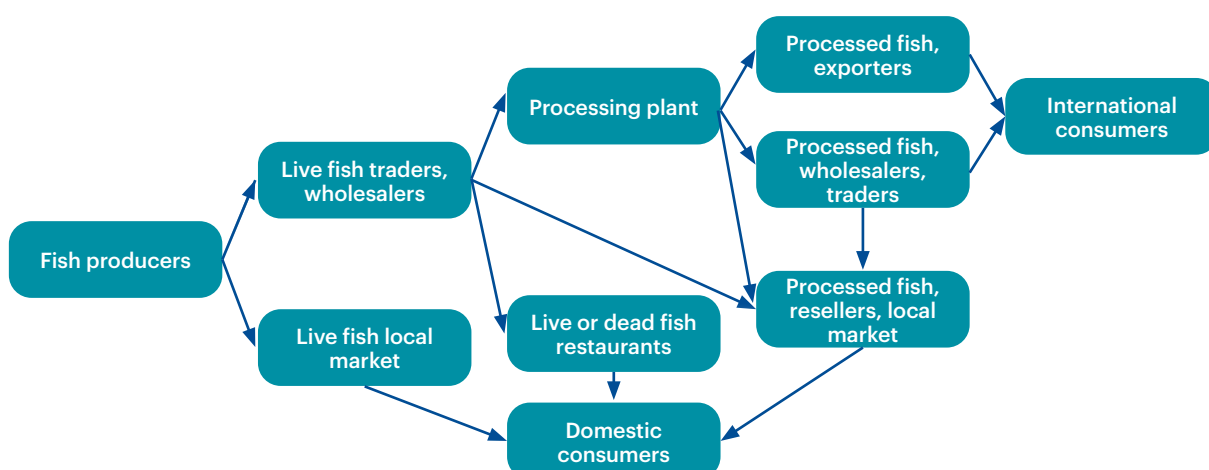 Processed fish,
exporters
Processing plant
International
consumers
Live fish traders,
wholesalers
Processed fish,
wholesalers,
traders
Fish producers
Processed fish,
resellers, local
market
Live fish local
market
Live or dead fish
restaurants
Domestic
consumers